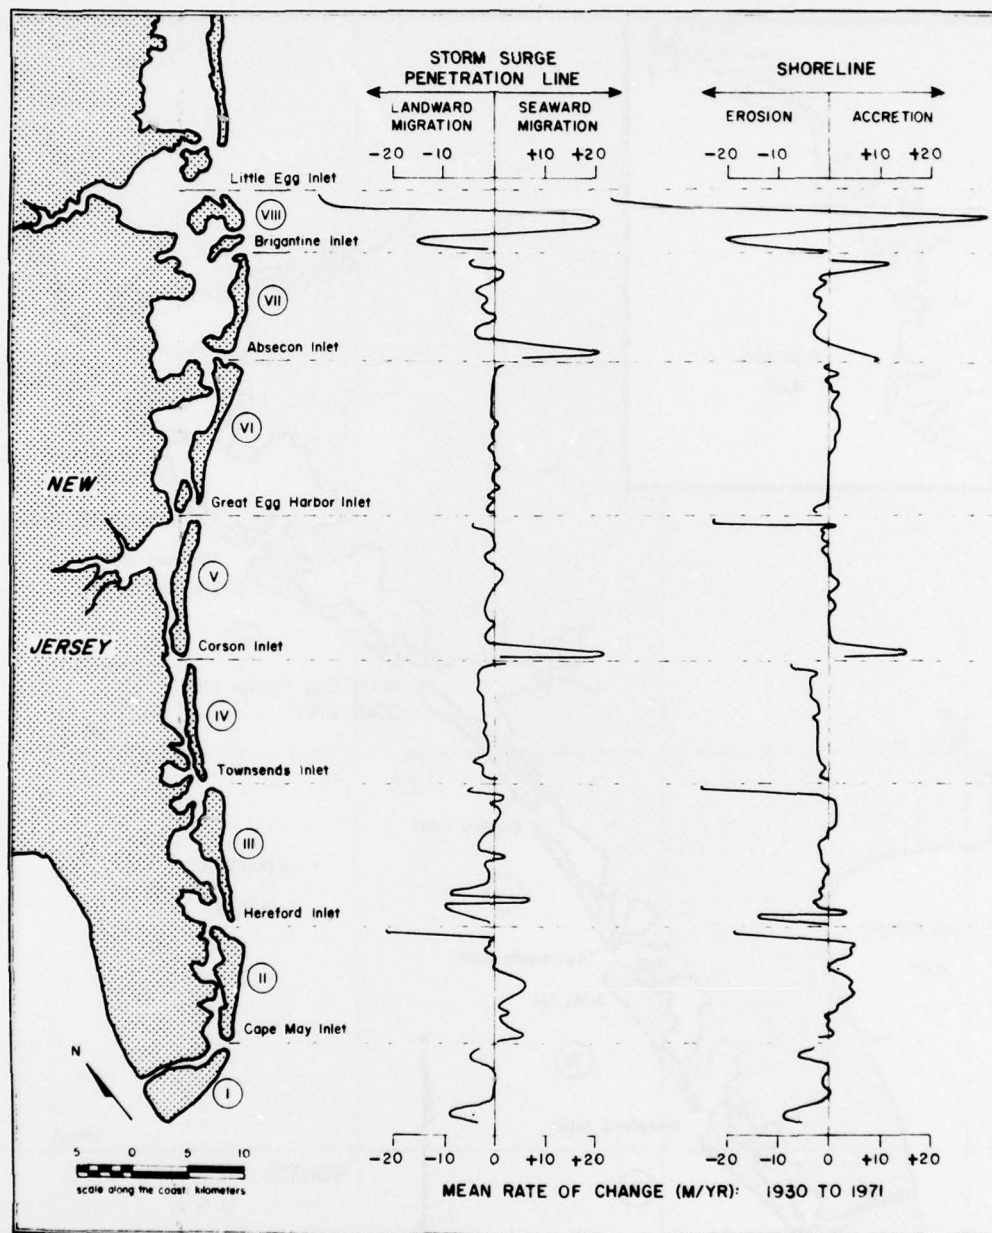 STORM SURGE
PENETRATION LINE
SHORELINE
LANDWARD
MIGRATION
SEAWARD
MIGRATION
EROSION
ACCRETION
-20 -10 +10 +20
-20 -10 +10 +20
Little Egg Inlet
VIII
Brigantine Inlet
VII
Absecon Inlet
VI
NEW
Great Egg Harbor Inlet
V
JERSEY
Corson Inlet
IV
Townsends Inlet
III
Hereford Inlet
II
Cape May Inlet
N
I
5 0 5 10
scale along the coast: kilometers
-20 -10 0 +10 +20
-20 -10 0 +10 +20
MEAN RATE OF CHANGE (M/YR): 1930 TO 1971